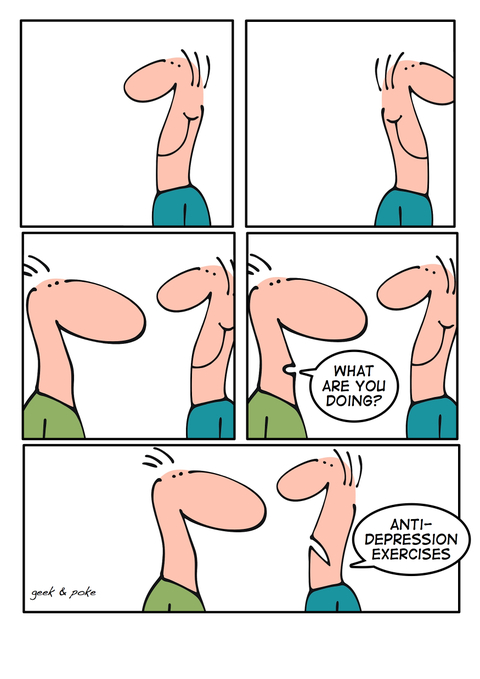 WHAT
ARE YOU
DOING?
ANTI-
DEPRESSION
EXERCISES
geek & poke